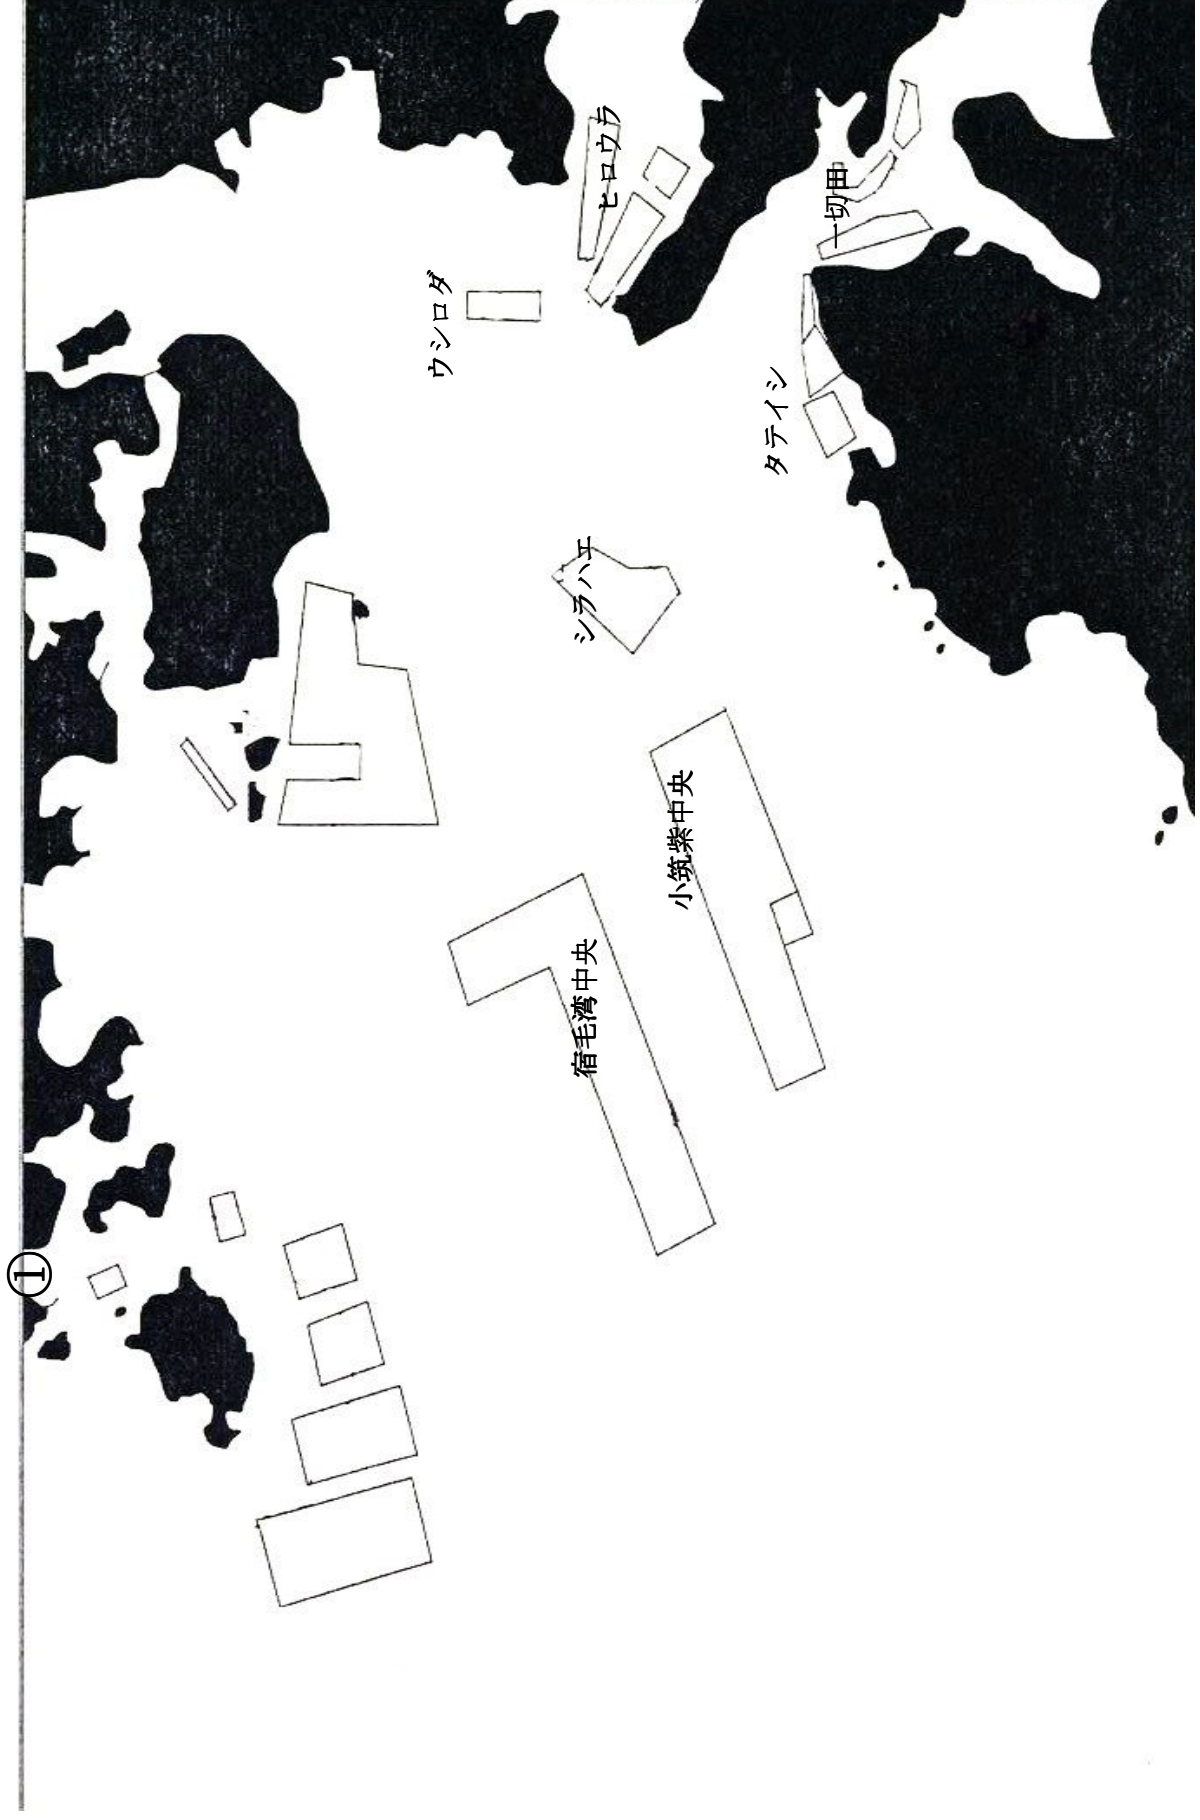 ①
ヒロウラ
一切田
ウシロダ
タテイシ
シラハエ
小筑紫中央
宿毛湾中央